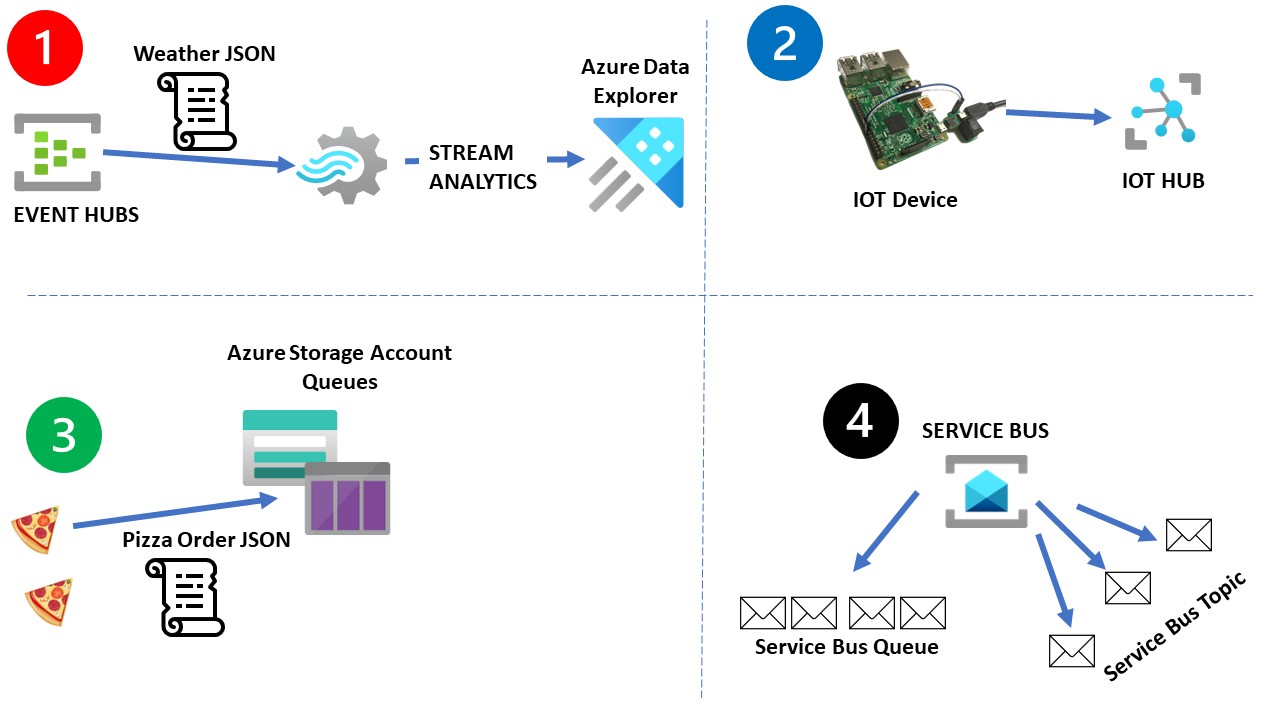 1
Weather JSON
EVENT HUBS
STREAM
ANALYTICS
Azure Data
Explorer
2
IOT Device
IOT HUB
3
Azure Storage Account
Queues
Pizza Order JSON
4
SERVICE BUS
Service Bus Queue
Service Bus Topic